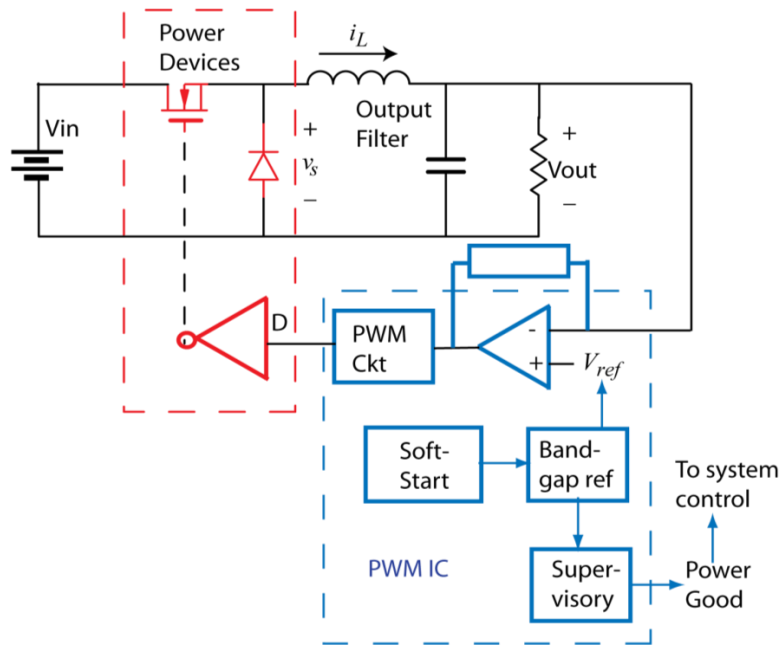 Power
Devices
iL
Vin
Output
Filter
+
vs
−
+
Vout
−
D
PWM
Ckt
-
+
Vref
Soft-
Start
Band-
gap ref
To system
control
PWM IC
Super-
visory
Power
Good